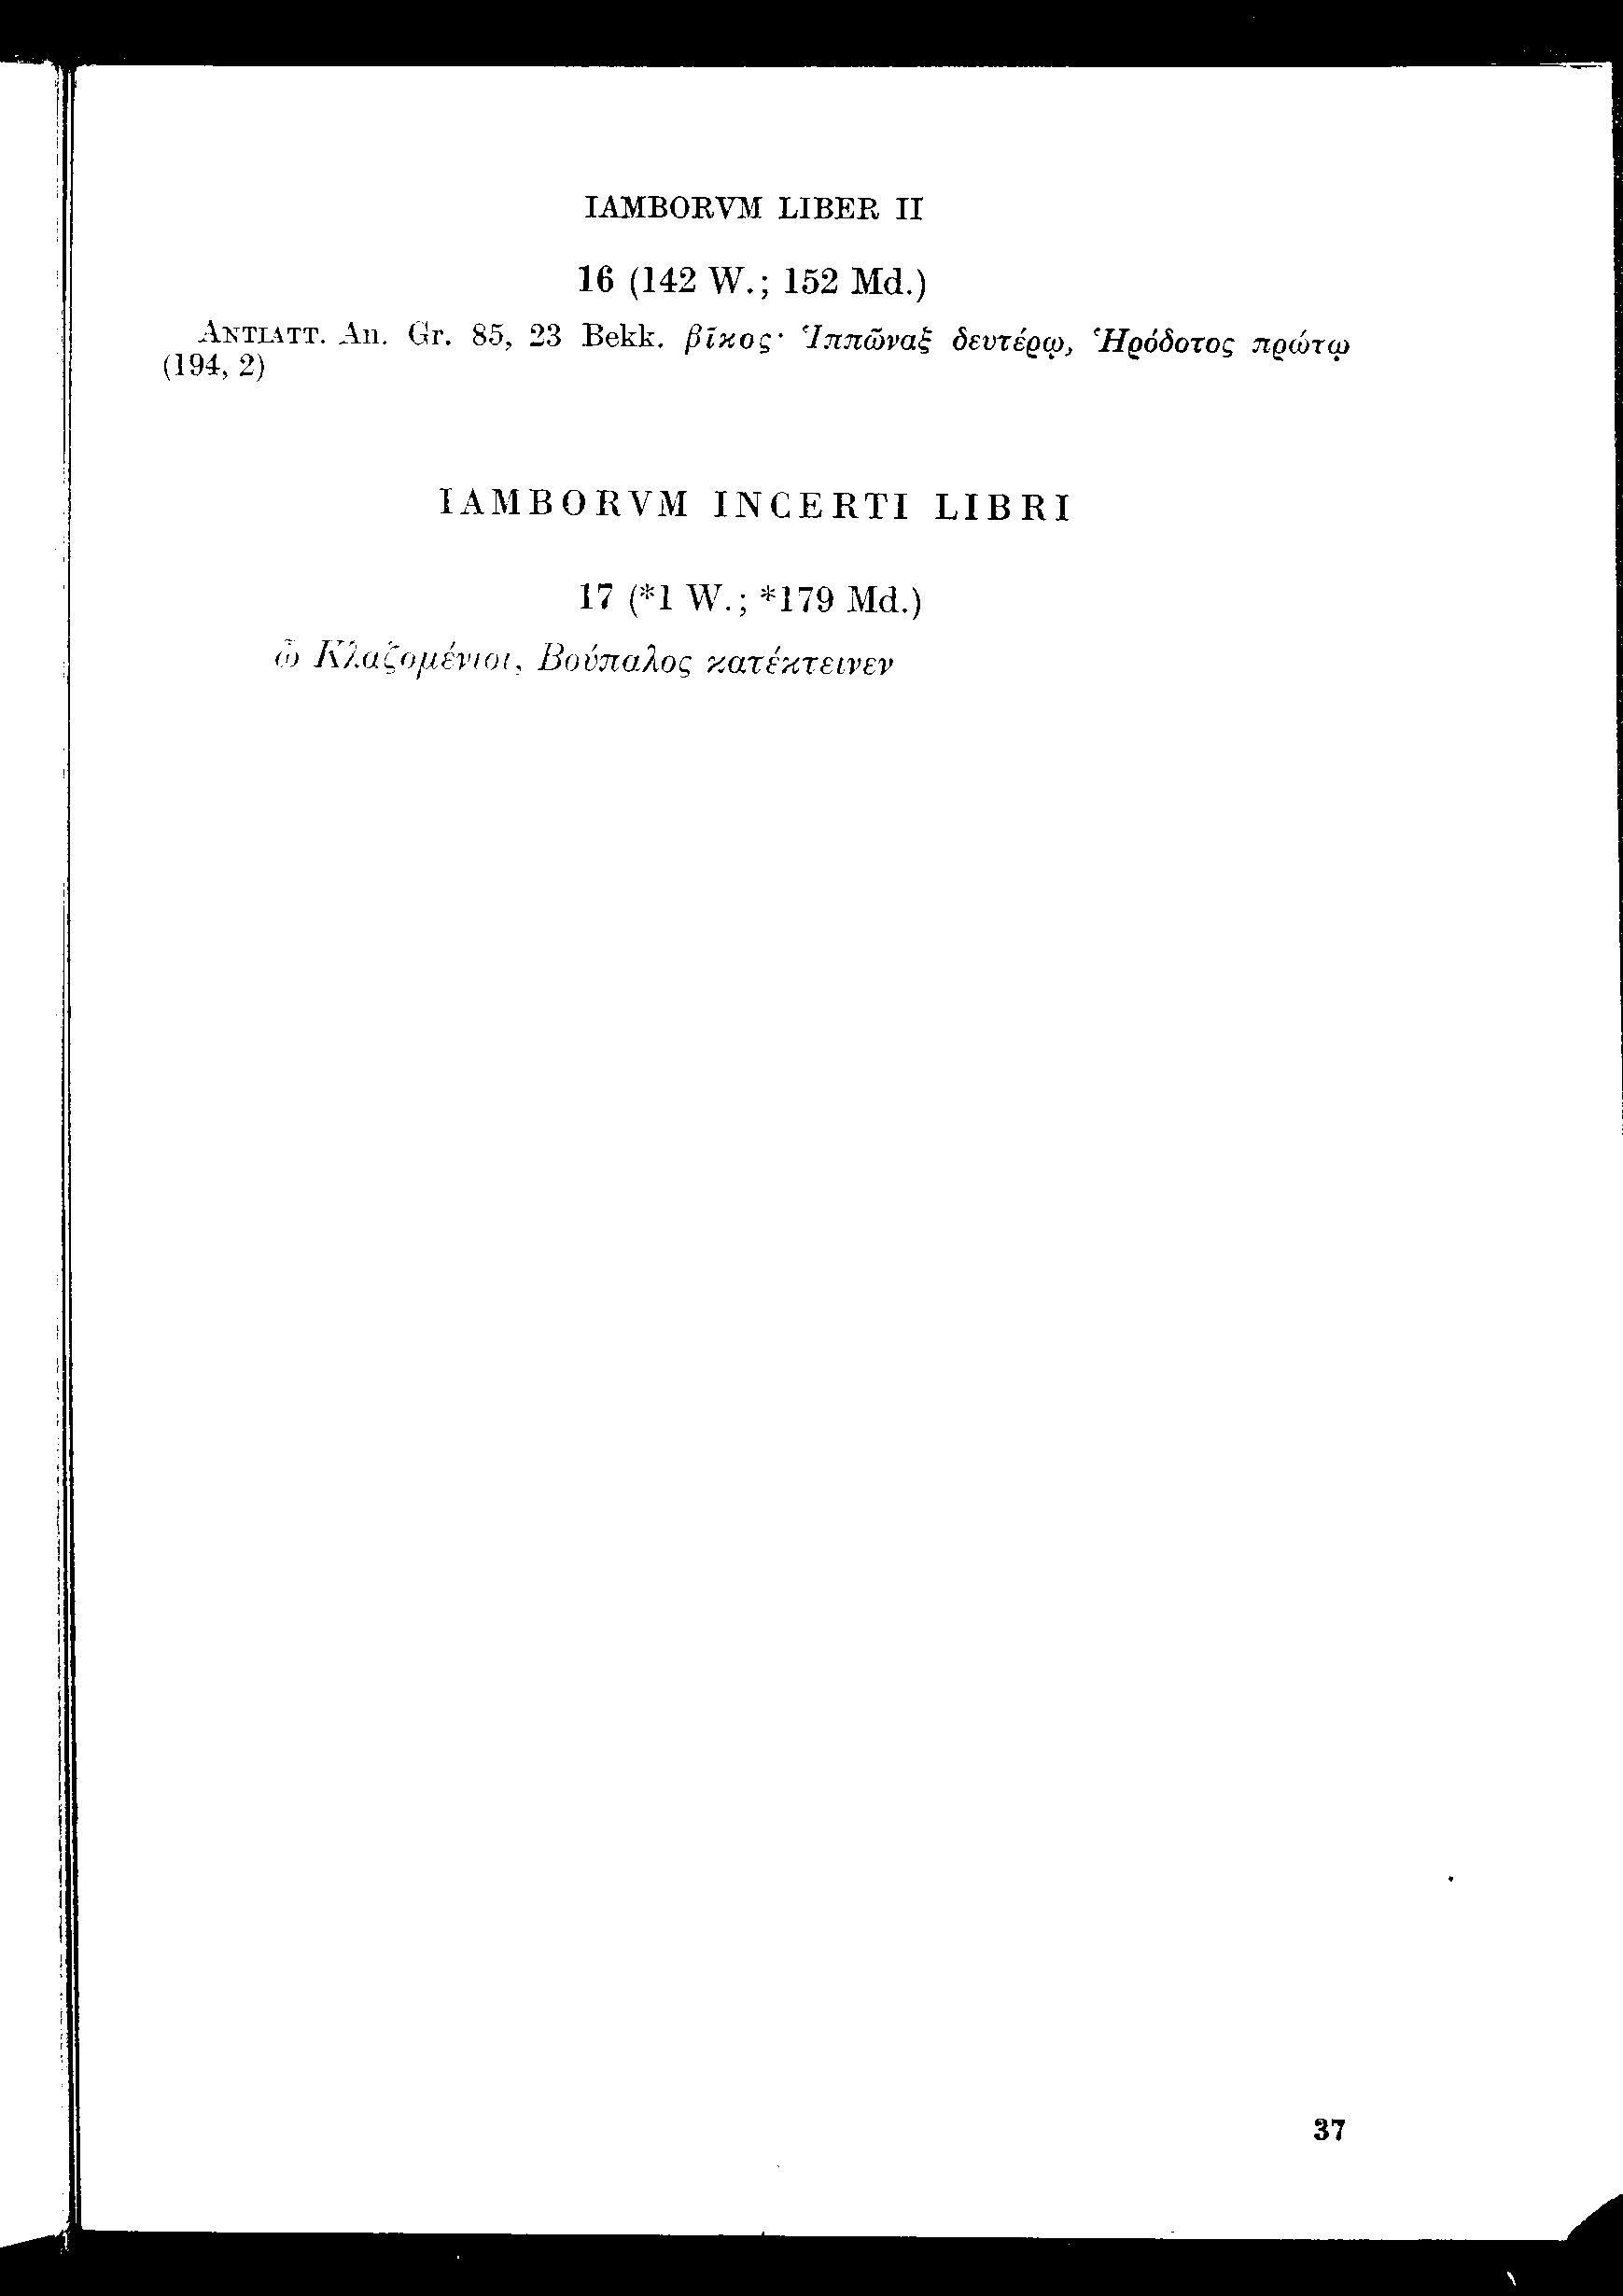 IAMBORVM LIBER II
16 (142 W.; 152 Md.)
ANTIATT. An. Gr. 85, 23 Bekk. βῖκος· Ἱππῶναξ δευτέρῳ, Ἡρόδοτος πρώτῳ
(194, 2)
IAMBORVM INCERTI LIBRI
17 (*1 W.; *179 Md.)
ὦ Κλαζομένιοι, Βούπαλος κατέκτεινεν
37